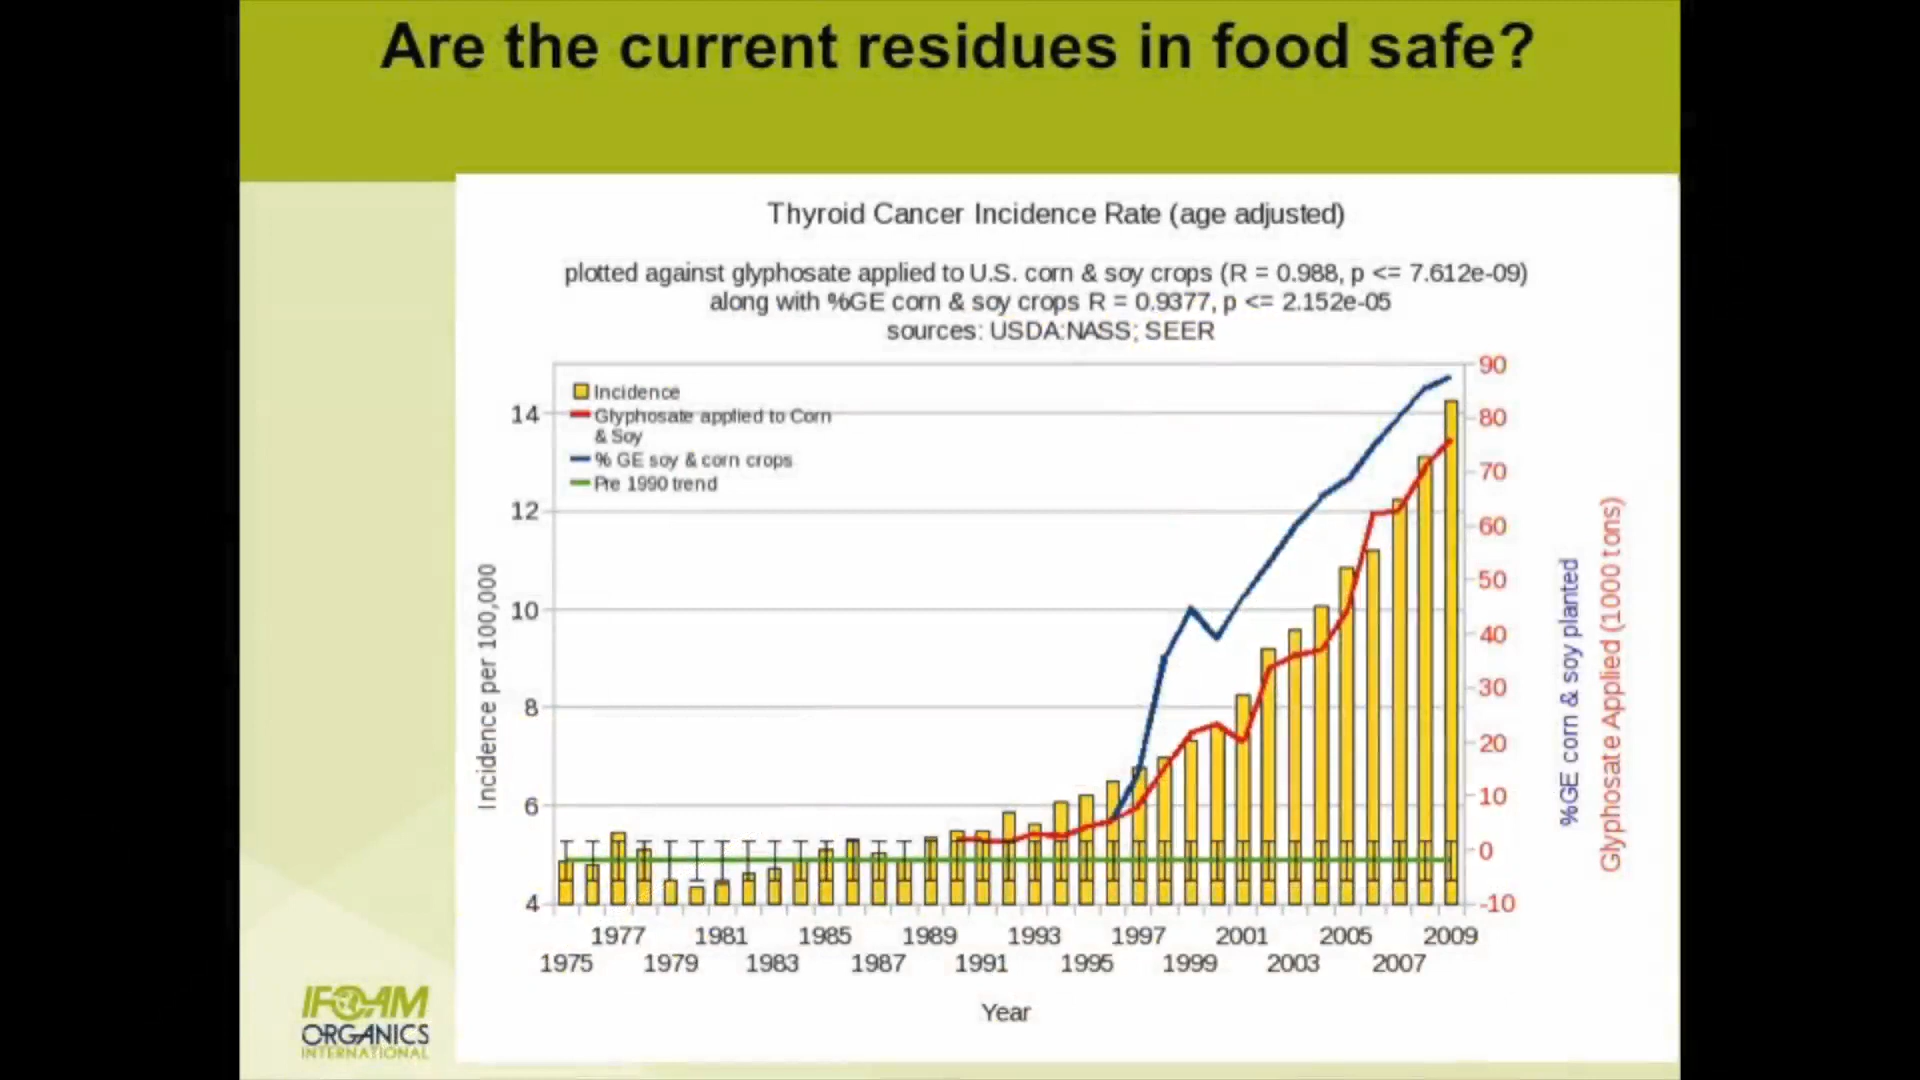 Are the current residues in food safe?
Thyroid Cancer Incidence Rate (age adjusted)
plotted against glyphosate applied to U.S. corn & soy crops (R = 0.988, p <= 7.612e-09)
along with %GE corn & soy crops R = 0.9377, p <= 2.152e-05
sources: USDA:NASS; SEER
Incidence
Glyphosate applied to Corn
& Soy
% GE soy & corn crops
Pre 1990 trend
Incidence per 100,000
14
12
10
8
6
4
90
80
70
60
50
40
30
20
10
0
-10
%GE corn & soy planted
Glyphosate Applied (1000 tons)
1977 1981 1985 1989 1993 1997 2001 2005 2009
1975 1979 1983 1987 1991 1995 1999 2003 2007
Year
IFOAM
ORGANICS
INTERNATIONAL